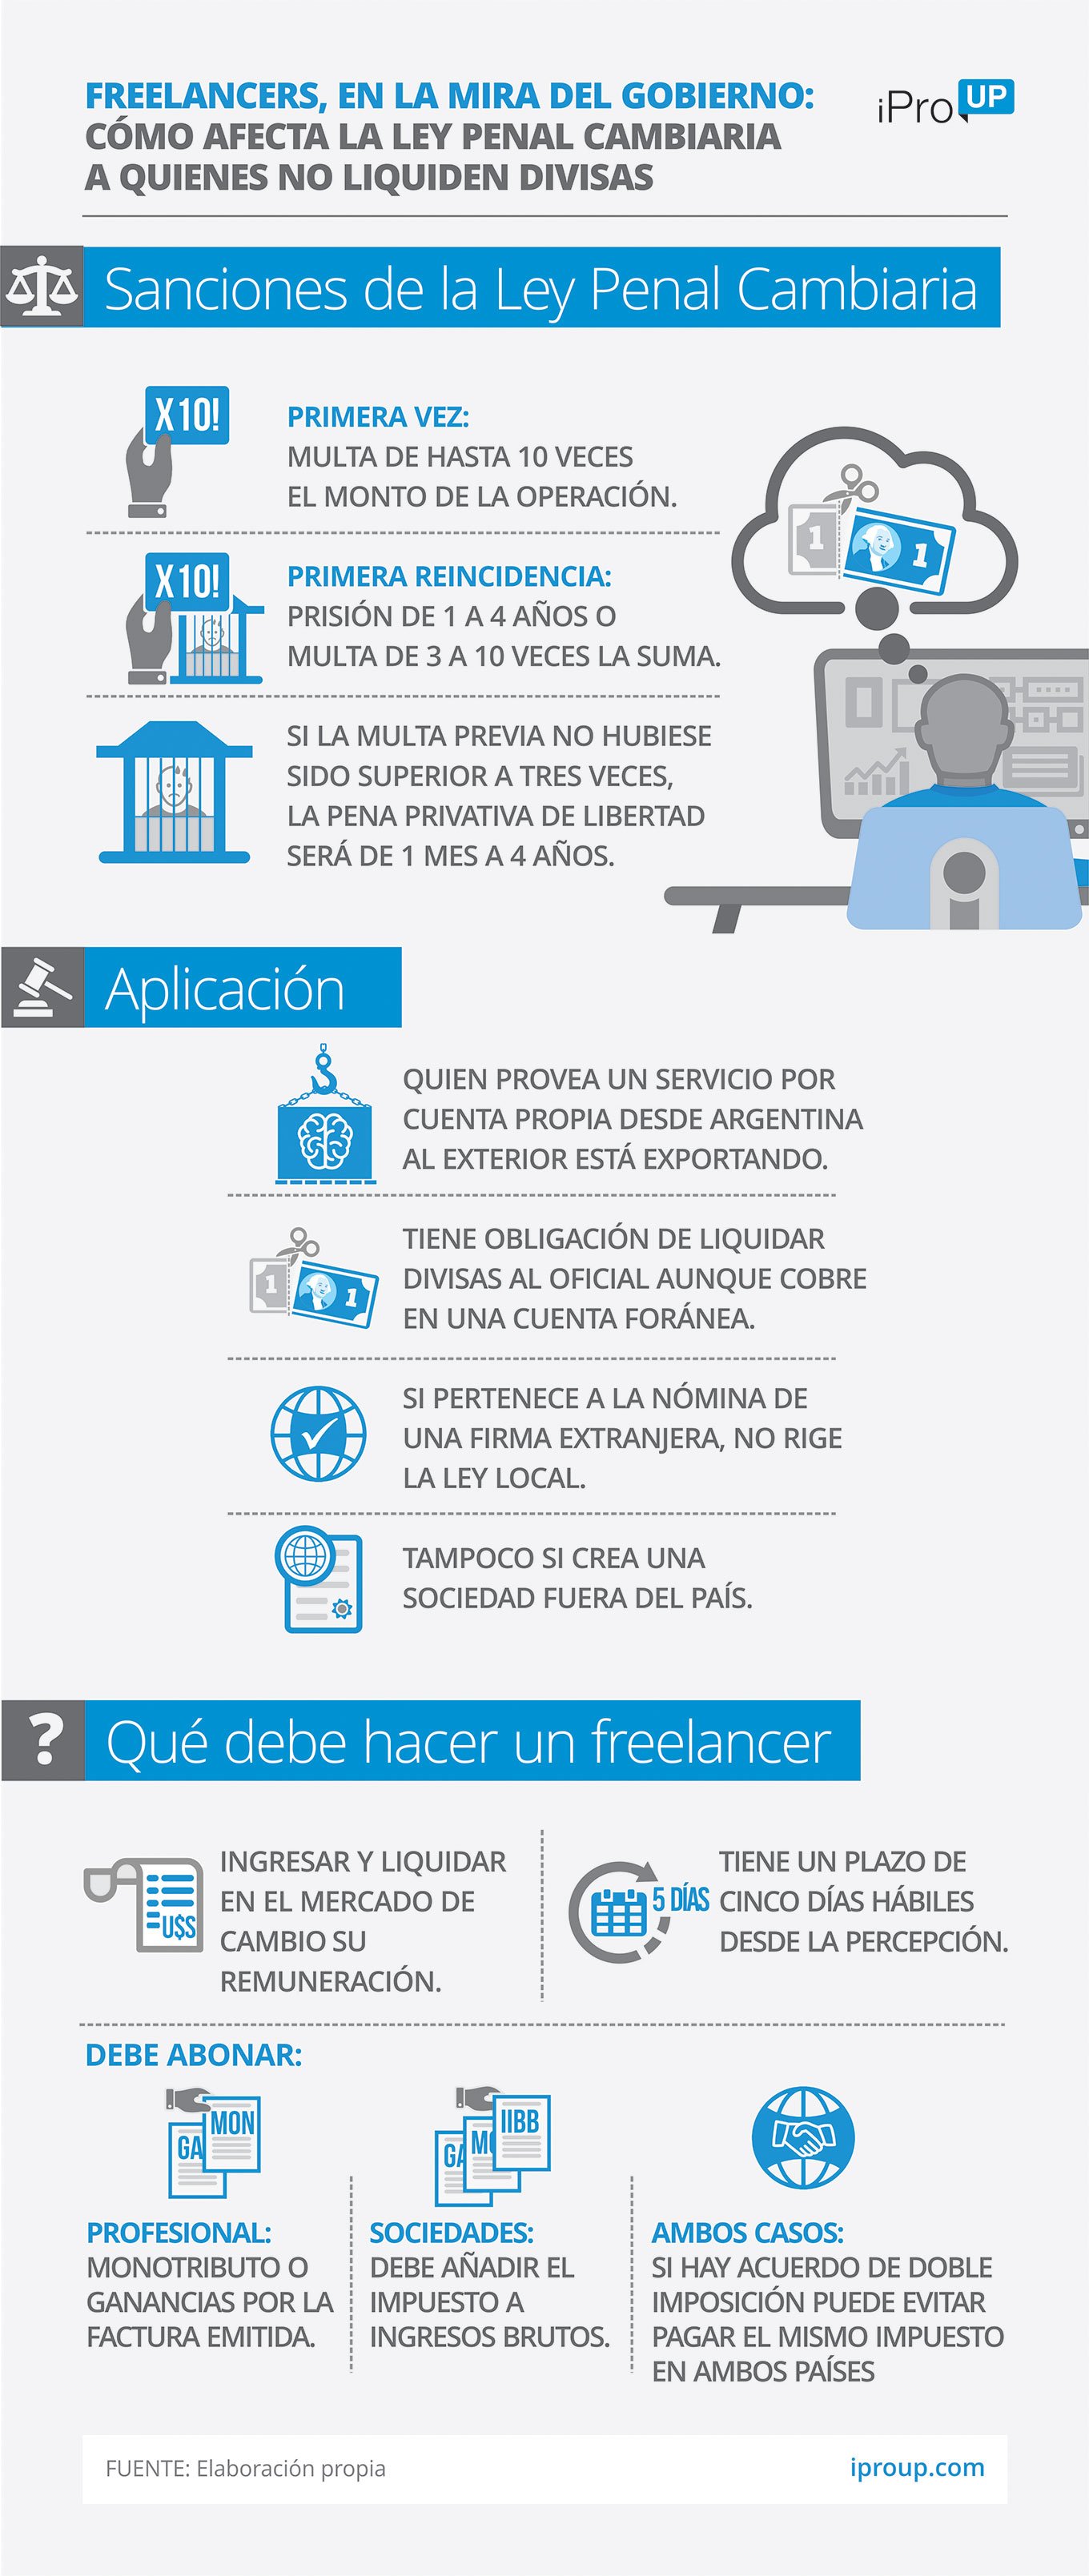 FREELANCERS, EN LA MIRA DEL GOBIERNO:
CÓMO AFECTA LA LEY PENAL CAMBIARIA
A QUIENES NO LIQUIDEN DIVISAS
iProUP
Sanciones de la Ley Penal Cambiaria
X10!
PRIMERA VEZ:
MULTA DE HASTA 10 VECES
EL MONTO DE LA OPERACIÓN.
1
1
X10!
PRIMERA REINCIDENCIA:
PRISIÓN DE 1 A 4 AÑOS O
MULTA DE 3 A 10 VECES LA SUMA.
SI LA MULTA PREVIA NO HUBIESE
SIDO SUPERIOR A TRES VECES,
LA PENA PRIVATIVA DE LIBERTAD
SERÁ DE 1 MES A 4 AÑOS.
Aplicación
QUIEN PROVEA UN SERVICIO POR
CUENTA PROPIA DESDE ARGENTINA
AL EXTERIOR ESTÁ EXPORTANDO.
1
1
TIENE OBLIGACIÓN DE LIQUIDAR
DIVISAS AL OFICIAL AUNQUE COBRE
EN UNA CUENTA FORÁNEA.
SI PERTENECE A LA NÓMINA DE
UNA FIRMA EXTRANJERA, NO RIGE
LA LEY LOCAL.
TAMPOCO SI CREA UNA
SOCIEDAD FUERA DEL PAÍS.
?
Qué debe hacer un freelancer
U$S
INGRESAR Y LIQUIDAR
EN EL MERCADO DE
CAMBIO SU
REMUNERACIÓN.
5 DÍAS
TIENE UN PLAZO DE
CINCO DÍAS HÁBILES
DESDE LA PERCEPCIÓN.
DEBE ABONAR:
GA
MON
PROFESIONAL:
MONOTRIBUTO O
GANANCIAS POR LA
FACTURA EMITIDA.
GA
MO
IIBB
SOCIEDADES:
DEBE AÑADIR EL
IMPUESTO A
INGRESOS BRUTOS.
AMBOS CASOS:
SI HAY ACUERDO DE DOBLE
IMPOSICIÓN PUEDE EVITAR
PAGAR EL MISMO IMPUESTO
EN AMBOS PAÍSES
FUENTE: Elaboración propia
iproup.com